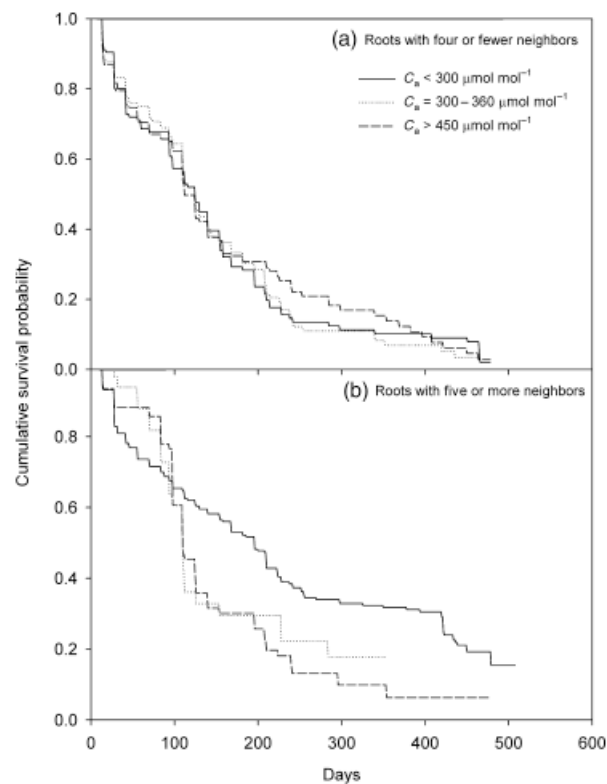 (a) Roots with four or fewer neighbors
Cₐ < 300 μmol mol⁻¹
Cₐ = 300 – 360 μmol mol⁻¹
Cₐ > 450 μmol mol⁻¹
1.0
0.8
0.6
0.4
0.2
0.0
(b) Roots with five or more neighbors
0.8
0.6
0.4
0.2
0.0
Cumulative survival probability
0 100 200 300 400 500 600
Days